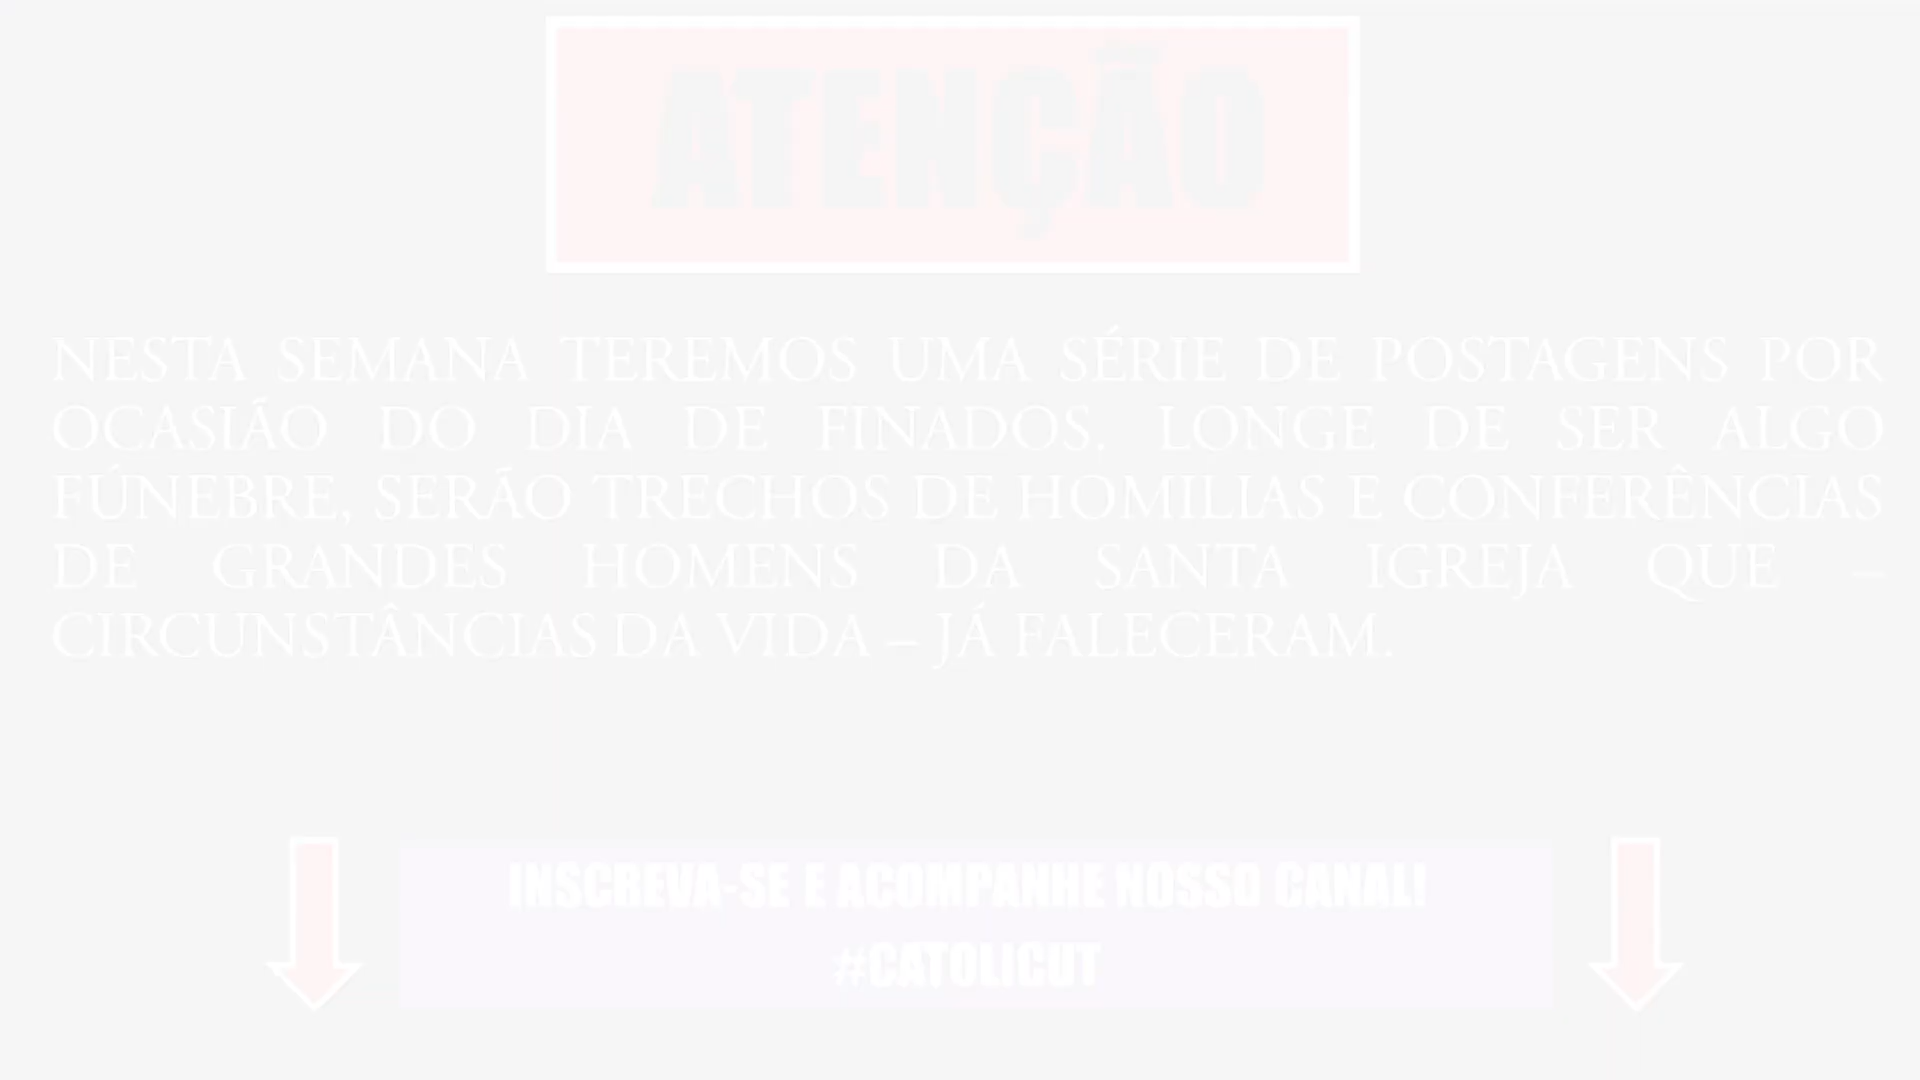 ATENÇÃO
NESTA SEMANA TEREMOS UMA SÉRIE DE POSTAGENS POR
OCASIÃO DO DIA DE FINADOS. LONGE DE SER ALGO
FÚNEBRE, SERÃO TRECHOS DE HOMILIAS E CONFERÊNCIAS
DE GRANDES HOMENS DA SANTA IGREJA QUE –
CIRCUNSTÂNCIAS DA VIDA – JÁ FALECERAM.
INSCREVA-SE E ACOMPANHE NOSSO CANAL!
#CATOLICUT